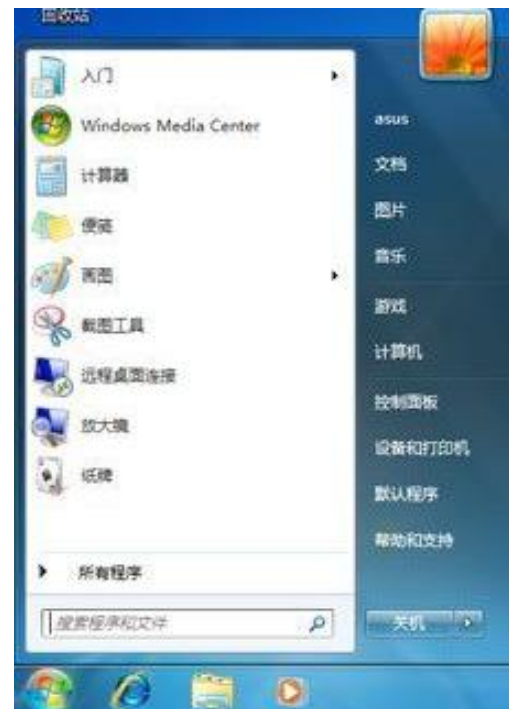 回收站
入门
Windows Media Center
计算器
便笺
画图
截图工具
远程桌面连接
放大镜
纸牌
所有程序
搜索程序和文件
asus
文档
图片
音乐
游戏
计算机
控制面板
设备和打印机
默认程序
帮助和支持
关机